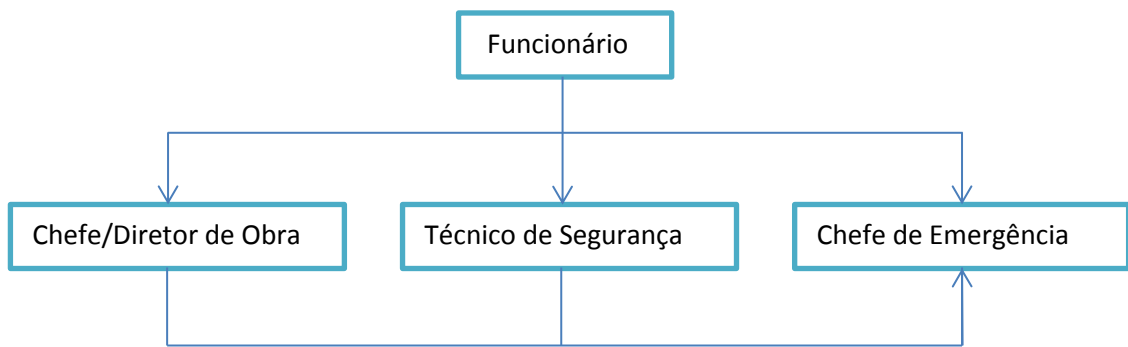 Funcionário
Chefe/Diretor de Obra
Técnico de Segurança
Chefe de Emergência